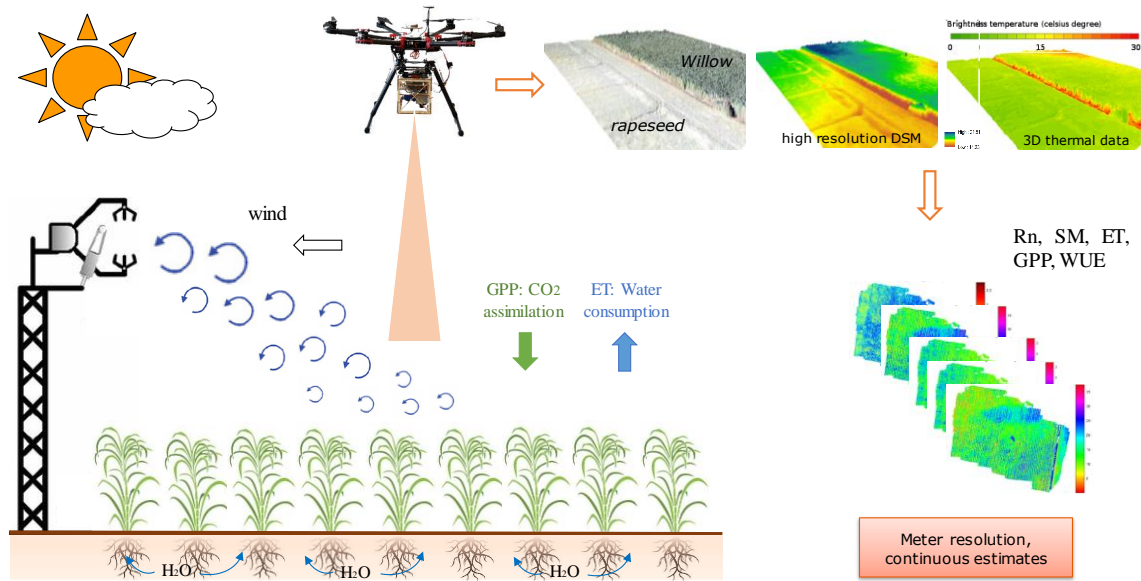 Brightness temperature (celsius degree)
0 15 30
Willow
rapeseed
high resolution DSM
3D thermal data
wind
Rn, SM, ET,
GPP, WUE
GPP: CO2
assimilation
ET: Water
consumption
Meter resolution,
continuous estimates
H2O
H2O
H2O